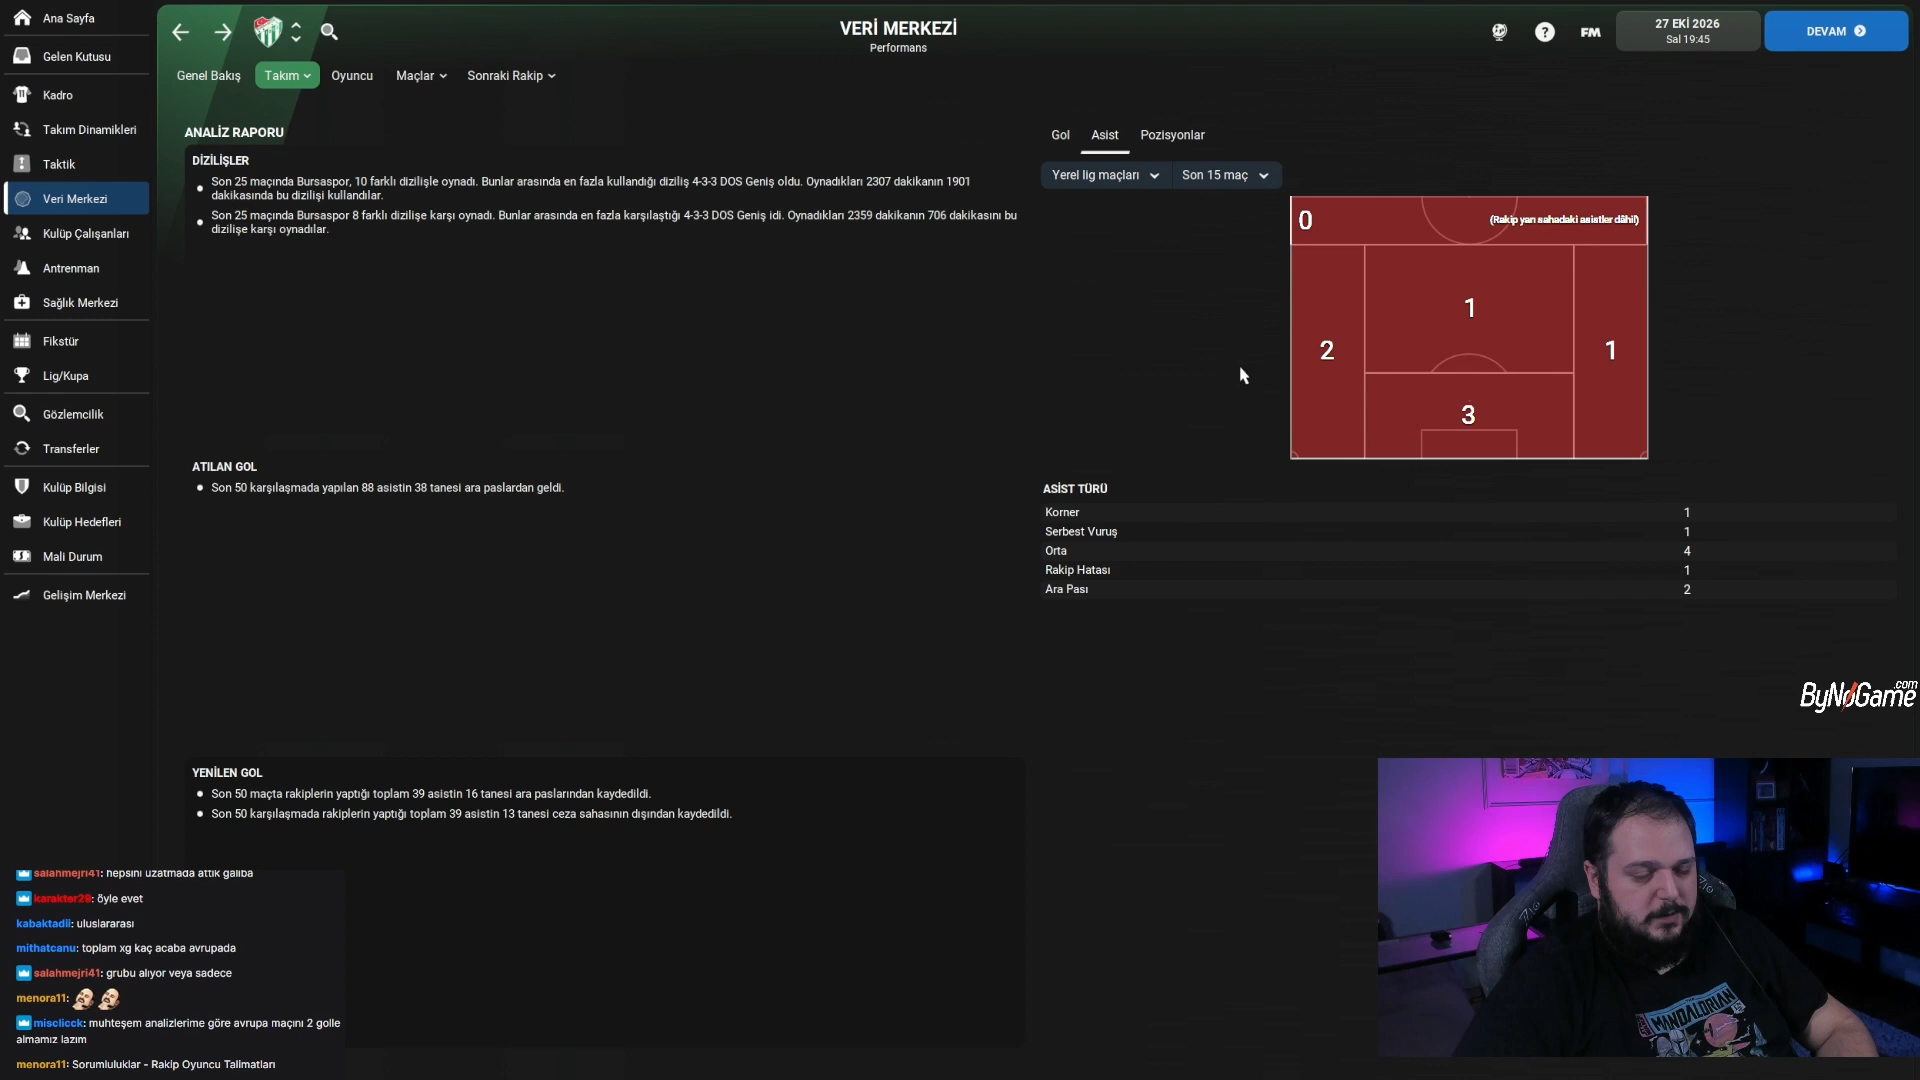 Ana Sayfa
Gelen Kutusu
Kadro
Takım Dinamikleri
Taktik
Veri Merkezi
Kulüp Çalışanları
Antrenman
Sağlık Merkezi
Fikstür
Lig/Kupa
Gözlemcilik
Transferler
Kulüp Bilgisi
Kulüp Hedefleri
Mali Durum
Gelişim Merkezi
VERİ MERKEZİ
Performans
FM
27 EKİ 2026
Sal 19:45
DEVAM
Genel Bakış
Takım
Oyuncu
Maçlar
Sonraki Rakip
ANALİZ RAPORU
DİZİLİŞLER
Son 25 maçında Bursaspor, 10 farklı dizilişle oynadı. Bunlar arasında en fazla kullandığı diziliş 4-3-3 DOS Geniş oldu. Oynadıkları 2307 dakikanın 1901
dakikasında bu dizilişi kullandılar.
Son 25 maçında Bursaspor 8 farklı dizilişe karşı oynadı. Bunlar arasında en fazla karşılaştığı 4-3-3 DOS Geniş idi. Oynadıkları 2359 dakikanın 706 dakikasını bu
dizilişe karşı oynadılar.
ATILAN GOL
Son 50 karşılaşmada yapılan 88 asistin 38 tanesi ara paslardan geldi.
YENİLEN GOL
Son 50 maçta rakiplerin yaptığı toplam 39 asistin 16 tanesi ara paslarından kaydedildi.
Son 50 karşılaşmada rakiplerin yaptığı toplam 39 asistin 13 tanesi ceza sahasının dışından kaydedildi.
Gol
Asist
Pozisyonlar
Yerel lig maçları
Son 15 maç
0
(Rakip yarı sahadaki asistler dâhil)
1
2
1
3
ASİST TÜRÜ
Korner 1
Serbest Vuruş 1
Orta 4
Rakip Hatası 1
Ara Pası 2
ByNoGame.com
salahmejri41: hepsini uzatmada attık galiba
karakter29: öyle evet
kabaktadii: uluslararası
mithatcanu: toplam xg kaç acaba avrupada
salahmejri41: grubu alıyor veya sadece
menora11:
misclicck: muhteşem analizlerime göre avrupa maçını 2 golle
almamız lazım
menora11: Sorumluluklar - Rakip Oyuncu Talimatları
THE MANDALORIAN